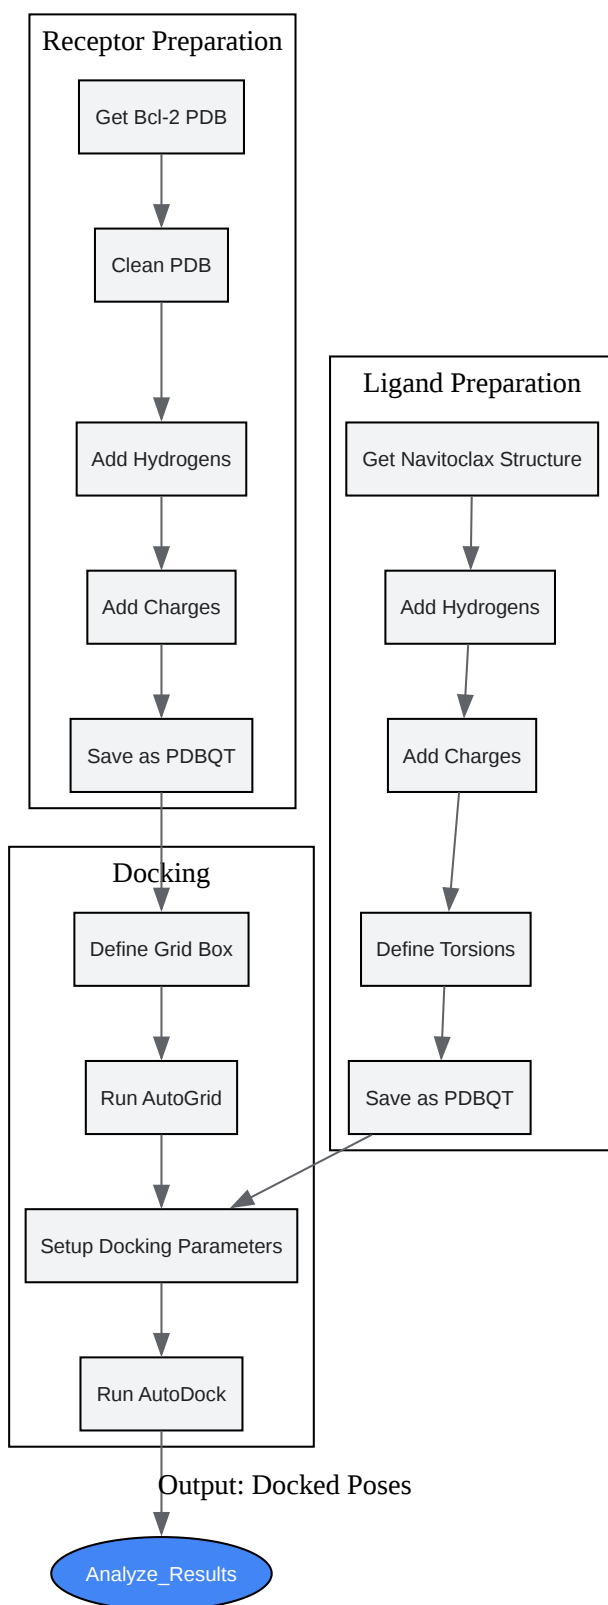 Receptor Preparation
Get Bcl-2 PDB
Clean PDB
Add Hydrogens
Add Charges
Save as PDBQT
Ligand Preparation
Get Navitoclax Structure
Add Hydrogens
Add Charges
Define Torsions
Save as PDBQT
Docking
Define Grid Box
Run AutoGrid
Setup Docking Parameters
Run AutoDock
Output: Docked Poses
Analyze_Results